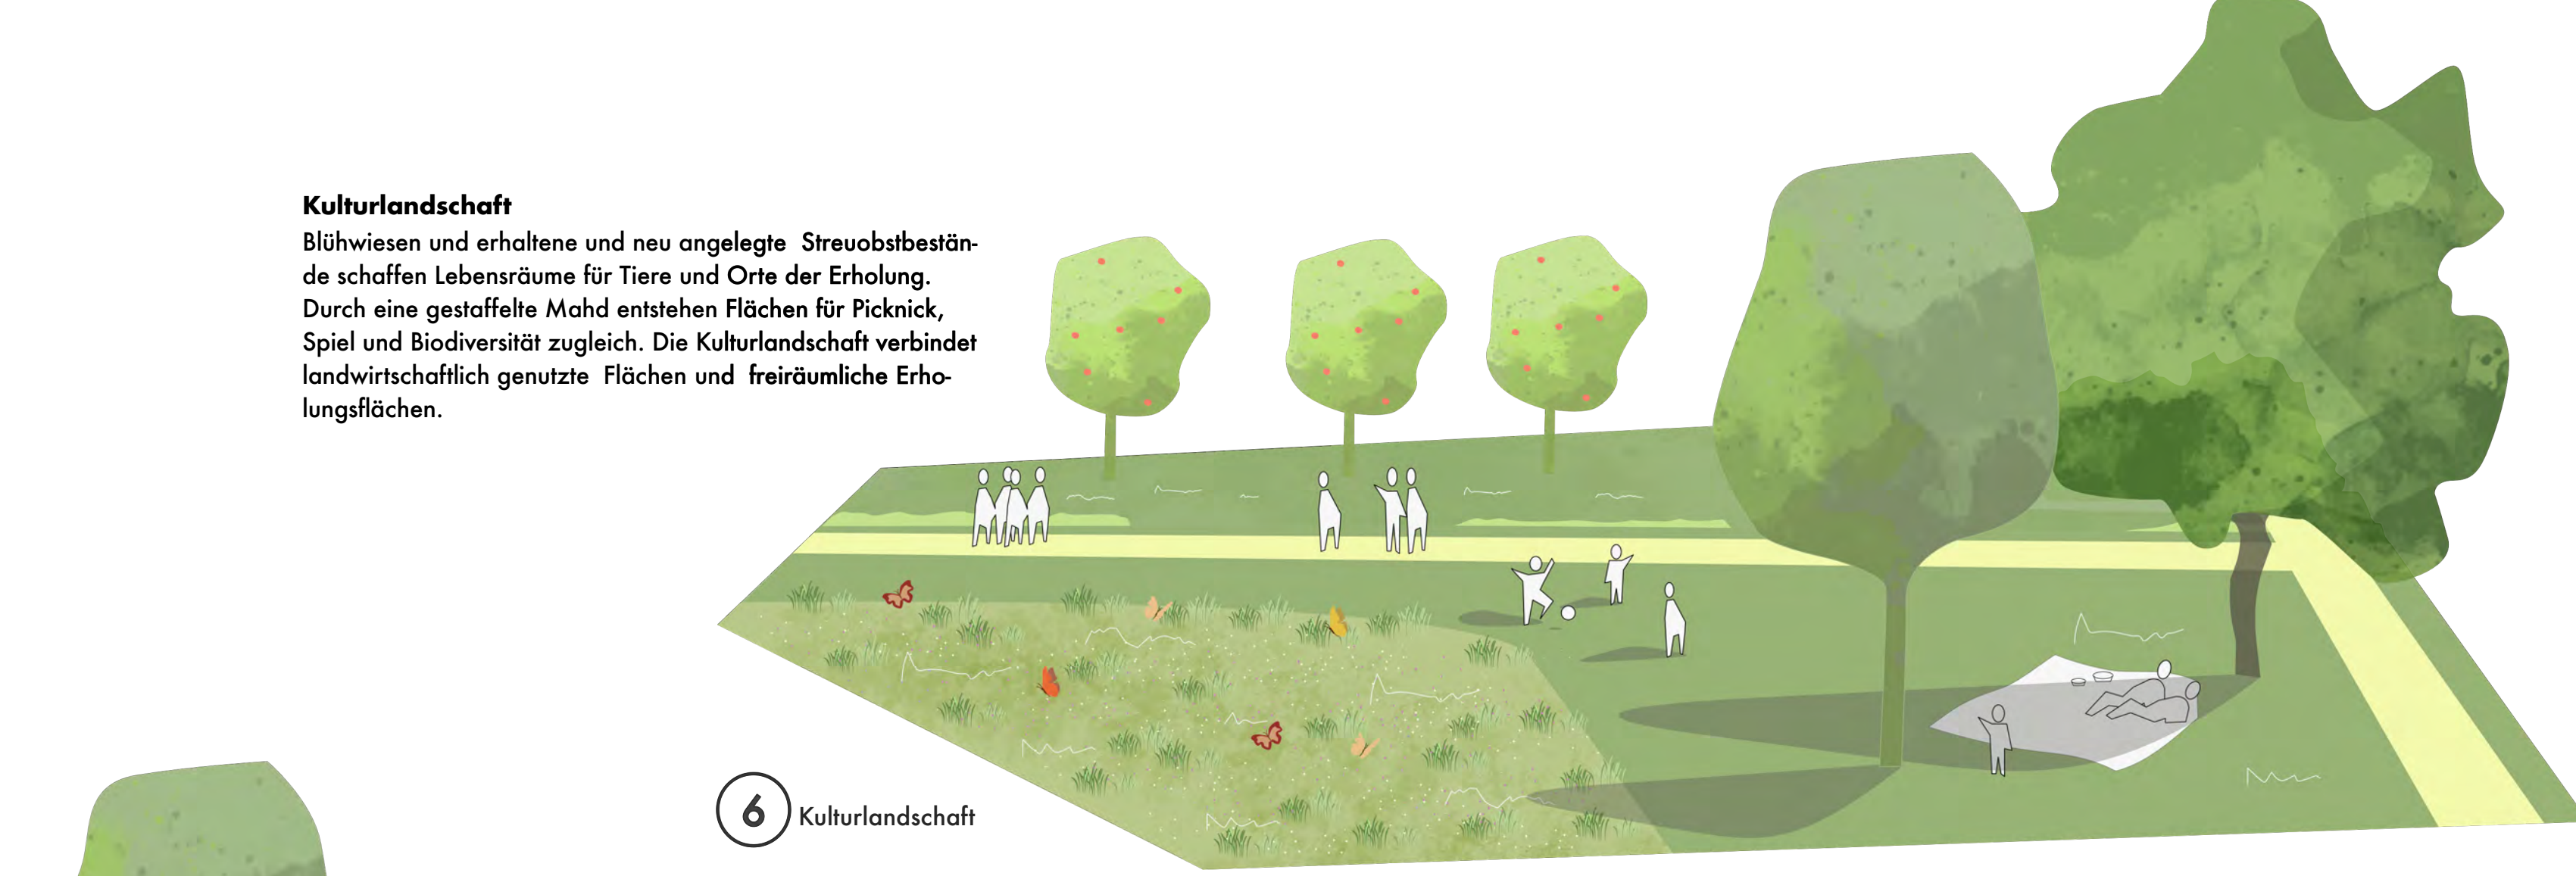 Kulturlandschaft
Blühwiesen und erhaltene und neu angelegte  Streuobstbestän-
de schaffen Lebensräume für Tiere und Orte der Erholung.
Durch eine gestaffelte Mahd entstehen Flächen für Picknick,
Spiel und Biodiversität zugleich. Die Kulturlandschaft verbindet
landwirtschaftlich genutzte  Flächen und  freiräumliche Erho-
lungsflächen.
6 Kulturlandschaft